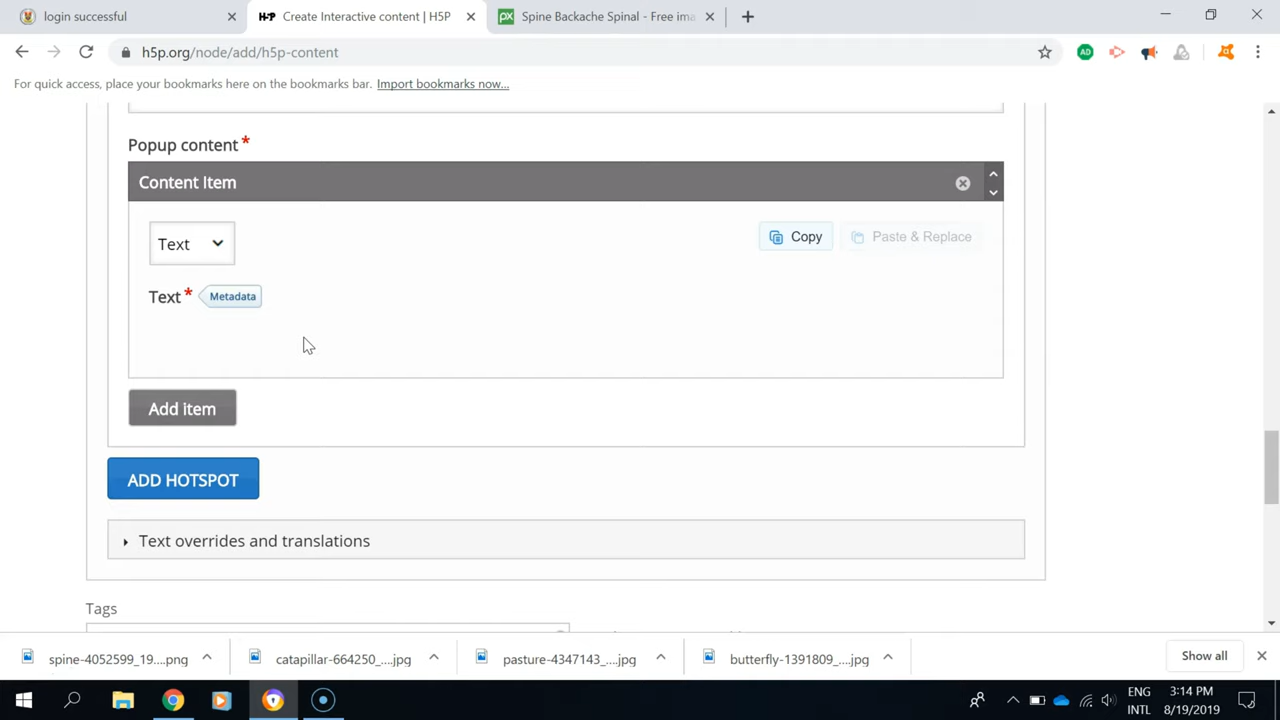 login successful
H-P Create Interactive content | H5P
px Spine Backache Spinal - Free ima
h5p.org/node/add/h5p-content
AD
For quick access, place your bookmarks here on the bookmarks bar. Import bookmarks now...
Popup content *
Content Item
Text
Copy
Paste & Replace
Text * Metadata
Add item
ADD HOTSPOT
Text overrides and translations
Tags
spine-4052599_19....png
catapillar-664250_...jpg
pasture-4347143_...jpg
butterfly-1391809_...jpg
Show all
ENG
INTL
3:14 PM
8/19/2019